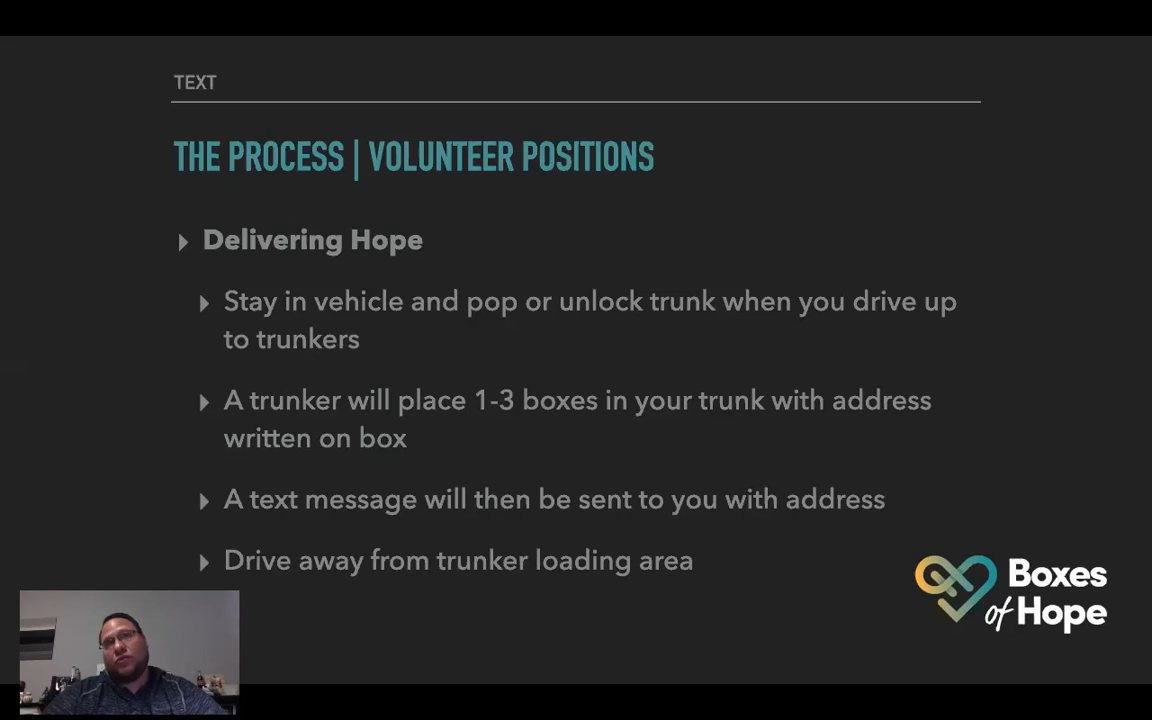 TEXT
THE PROCESS | VOLUNTEER POSITIONS
Delivering Hope
Stay in vehicle and pop or unlock trunk when you drive up
to trunkers
A trunker will place 1-3 boxes in your trunk with address
written on box
A text message will then be sent to you with address
Drive away from trunker loading area
Boxes
of Hope